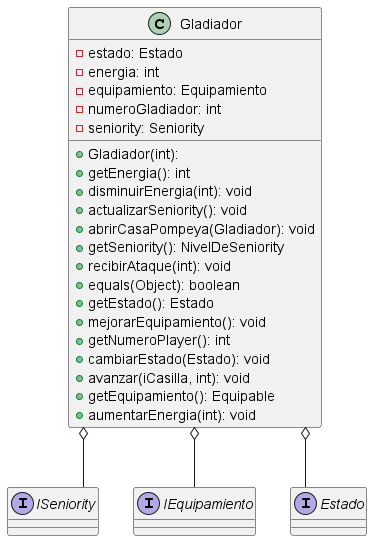 C Gladiador
estado: Estado
energia: int
equipamiento: Equipamiento
numeroGladiador: int
seniority: Seniority
Gladiador(int):
getEnergia(): int
disminuirEnergia(int): void
actualizarSeniority(): void
abrirCasaPompeya(Gladiador): void
getSeniority(): NivelDeSeniority
recibirAtaque(int): void
equals(Object): boolean
getEstado(): Estado
mejorarEquipamiento(): void
getNumeroPlayer(): int
cambiarEstado(Estado): void
avanzar(iCasilla, int): void
getEquipamiento(): Equipable
aumentarEnergia(int): void
I ISeniority
I IEquipamiento
I Estado